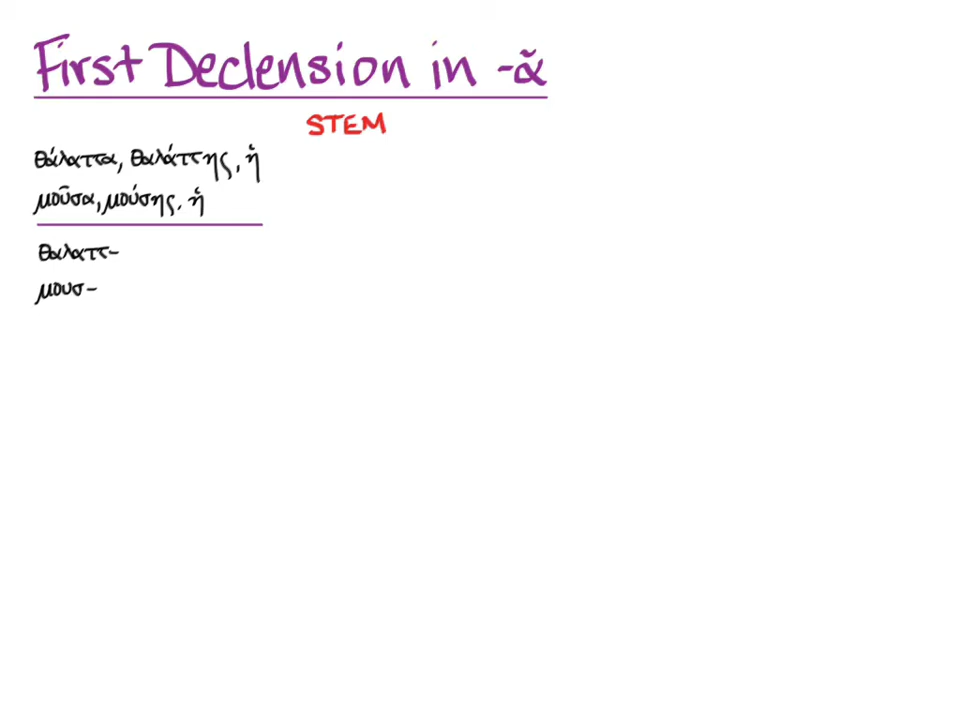 First Declension in -ᾰ
STEM
θάλαττα, θαλάττης, ἡ
μοῦσα, μούσης, ἡ
θαλαττ-
μουσ-